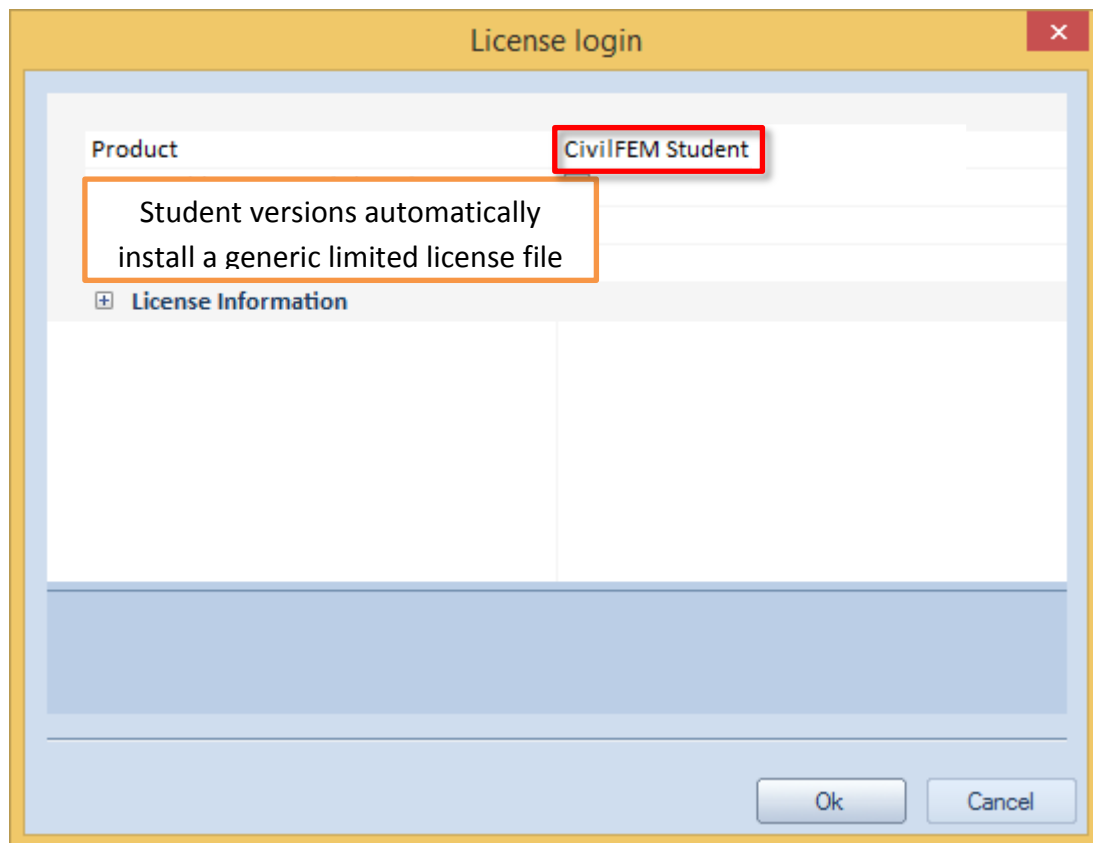 License login
Product
CivilFEM Student
Student versions automatically
install a generic limited license file
License Information
Ok
Cancel